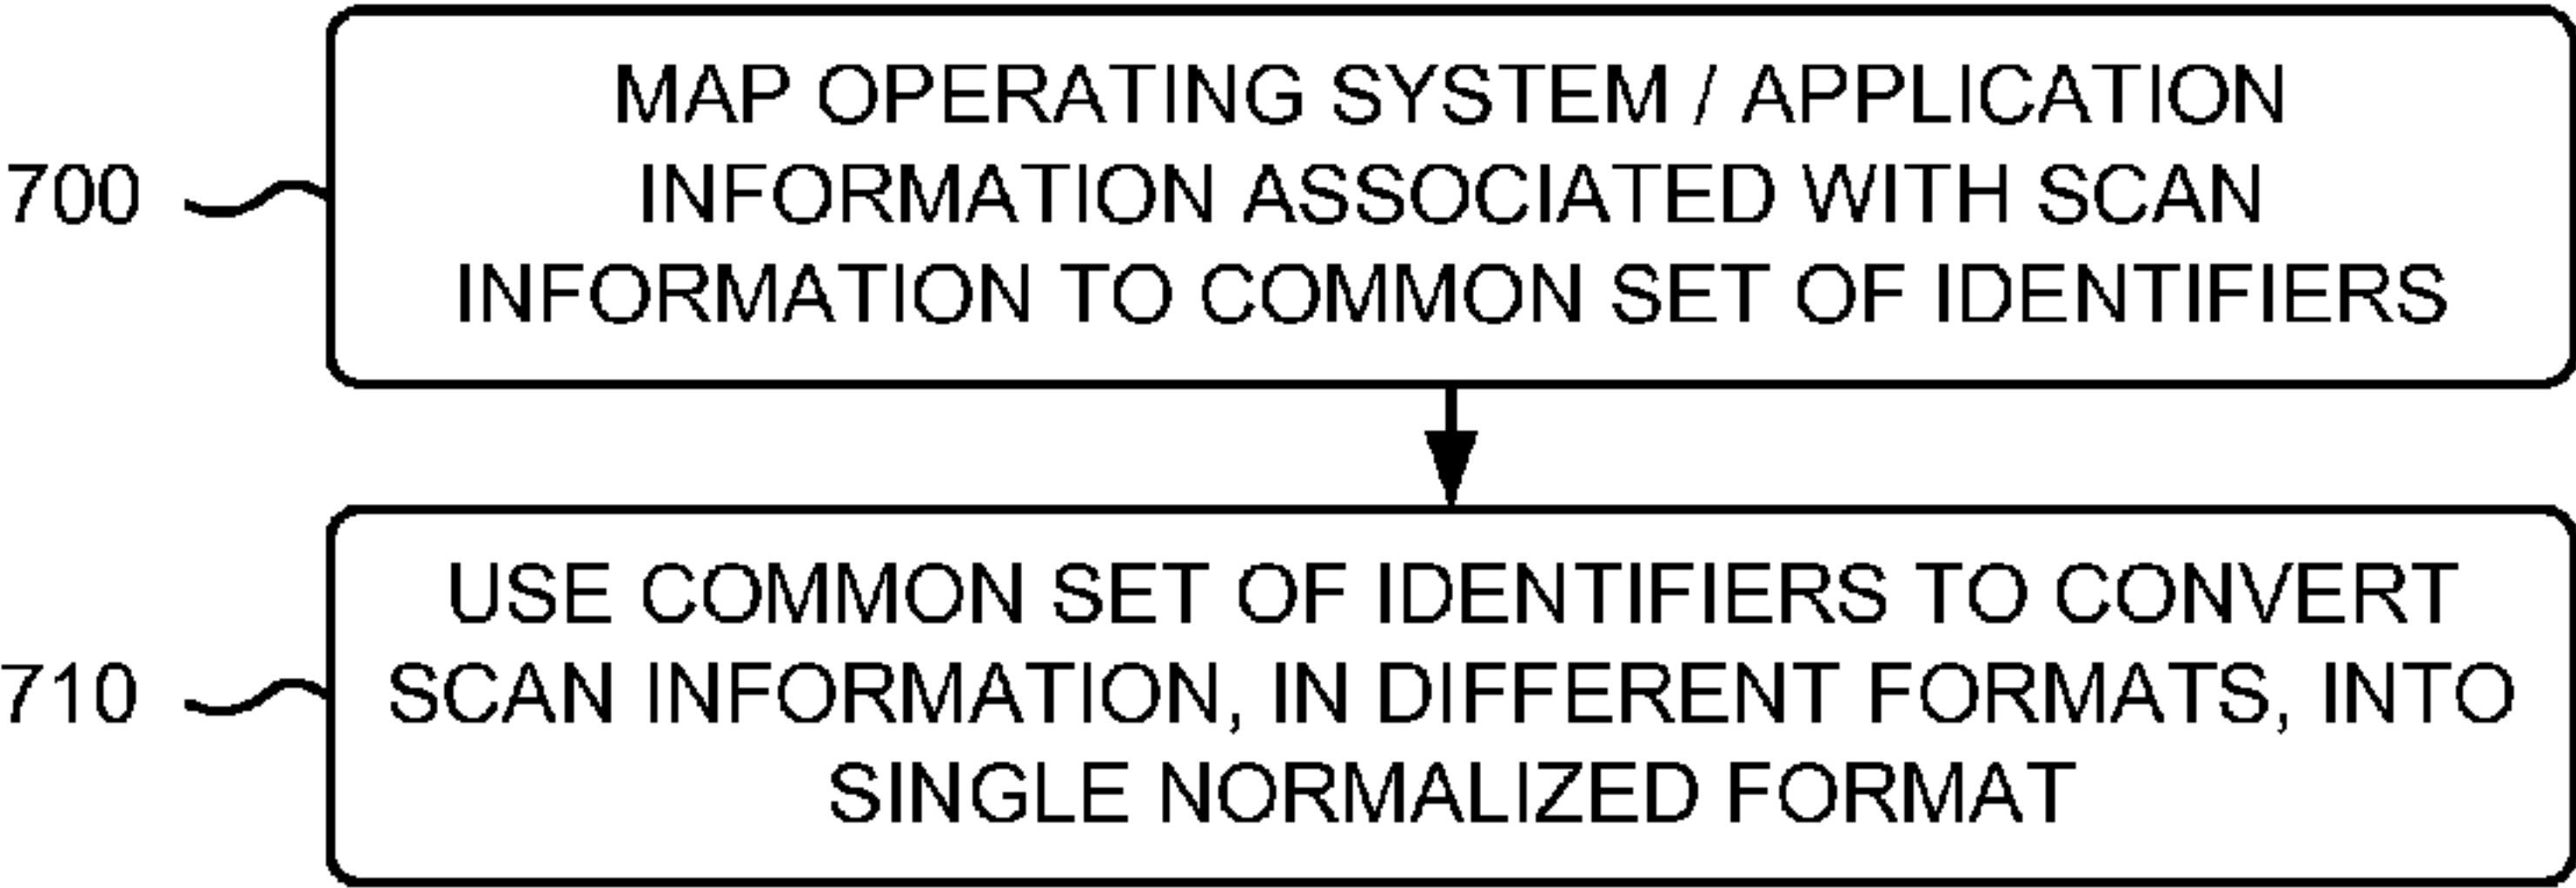 MAP OPERATING SYSTEM / APPLICATION
700 INFORMATION ASSOCIATED WITH SCAN
INFORMATION TO COMMON SET OF IDENTIFIERS
USE COMMON SET OF IDENTIFIERS TO CONVERT
710 SCAN INFORMATION, IN DIFFERENT FORMATS, INTO
SINGLE NORMALIZED FORMAT